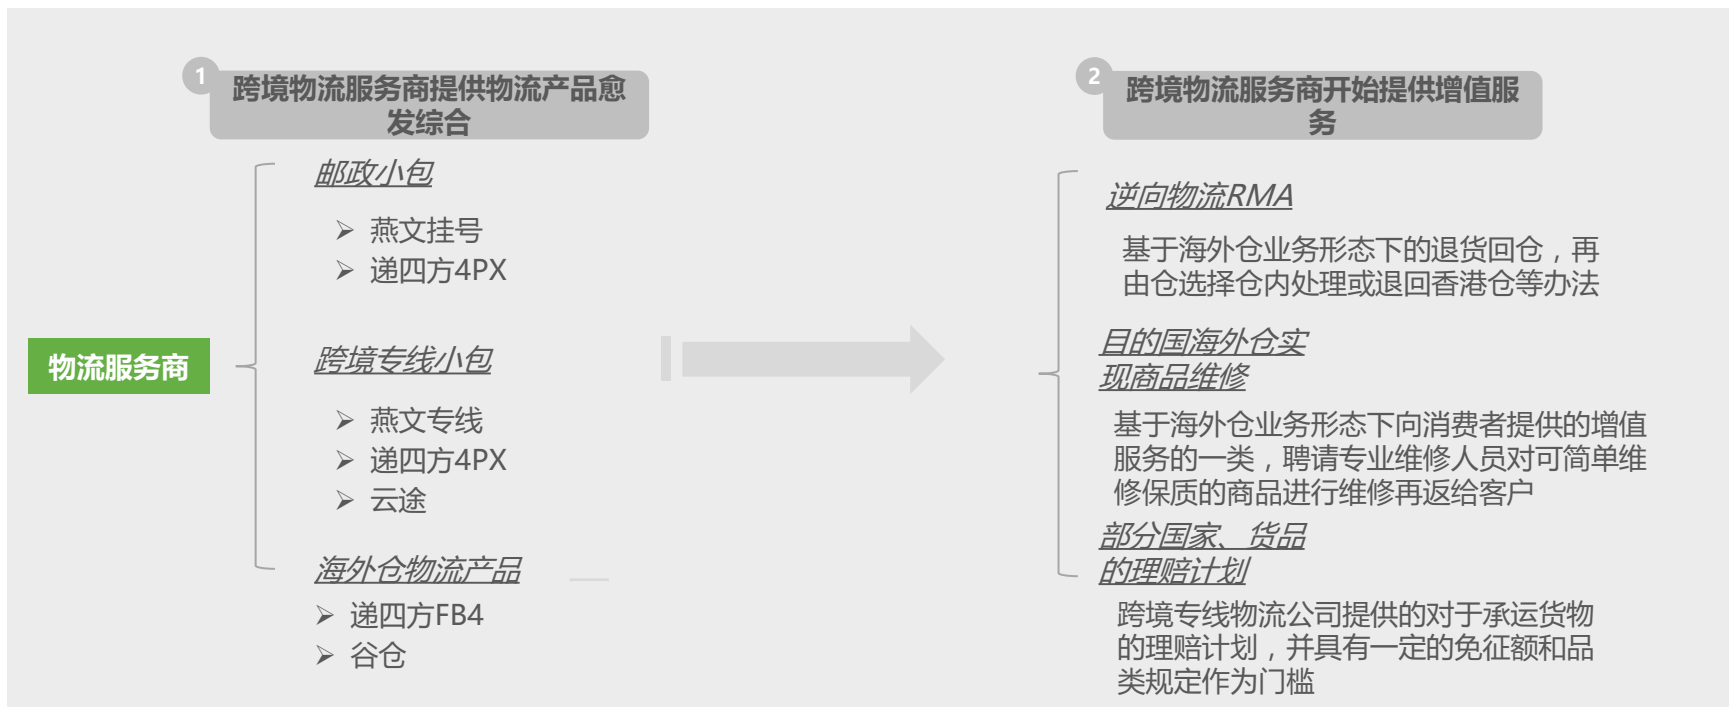 1
跨境物流服务商提供物流产品愈
发综合
邮政小包
燕文挂号
递四方4PX
物流服务商
跨境专线小包
燕文专线
递四方4PX
云途
海外仓物流产品
递四方FB4
谷仓
2
跨境物流服务商开始提供增值服
务
逆向物流RMA
基于海外仓业务形态下的退货回仓，再
由仓选择仓内处理或退回香港仓等办法
目的国海外仓实
现商品维修
基于海外仓业务形态下向消费者提供的增值
服务的一类，聘请专业维修人员对可简单维
修保质的商品进行维修再返给客户
部分国家、货品
的理赔计划
跨境专线物流公司提供的对于承运货物
的理赔计划，并具有一定的免征额和品
类规定作为门槛